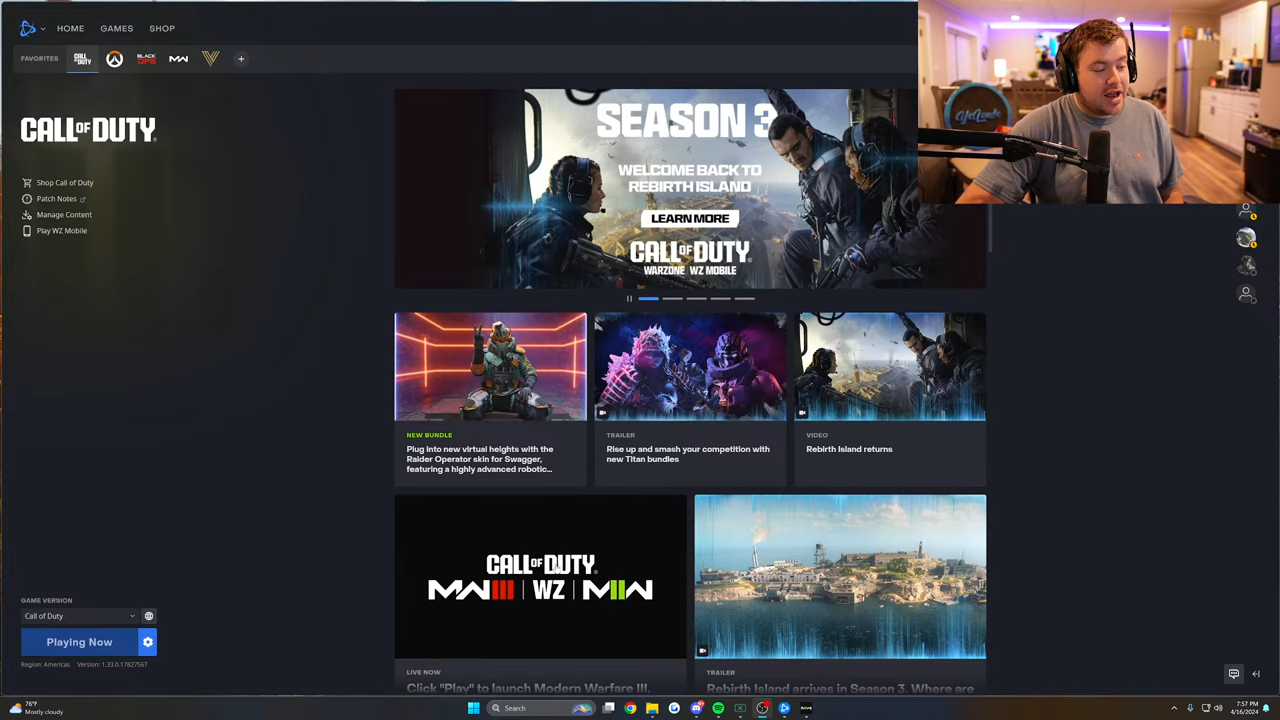 HOME GAMES SHOP
FAVORITES CALL OF DUTY BLACK OPS MW
CALL OF DUTY
Shop Call of Duty
Patch Notes
Manage Content
Play WZ Mobile
SEASON 3
WELCOME BACK TO
REBIRTH ISLAND
LEARN MORE
CALL OF DUTY
WARZONE WZ MOBILE
NEW BUNDLE
Plug into new virtual heights with the
Raider Operator skin for Swagger,
featuring a highly advanced robotic...
TRAILER
Rise up and smash your competition with
new Titan bundles
VIDEO
Rebirth Island returns
CALL OF DUTY
MWIII | WZ | MWII
LIVE NOW
Click "Play" to launch Modern Warfare III.
TRAILER
Rebirth Island arrives in Season 3. Where are
GAME VERSION
Call of Duty
Playing Now
Region: Americas | Version: 1.33.0.17827567
76°F
Mostly cloudy
Search
7:57 PM
4/16/2024